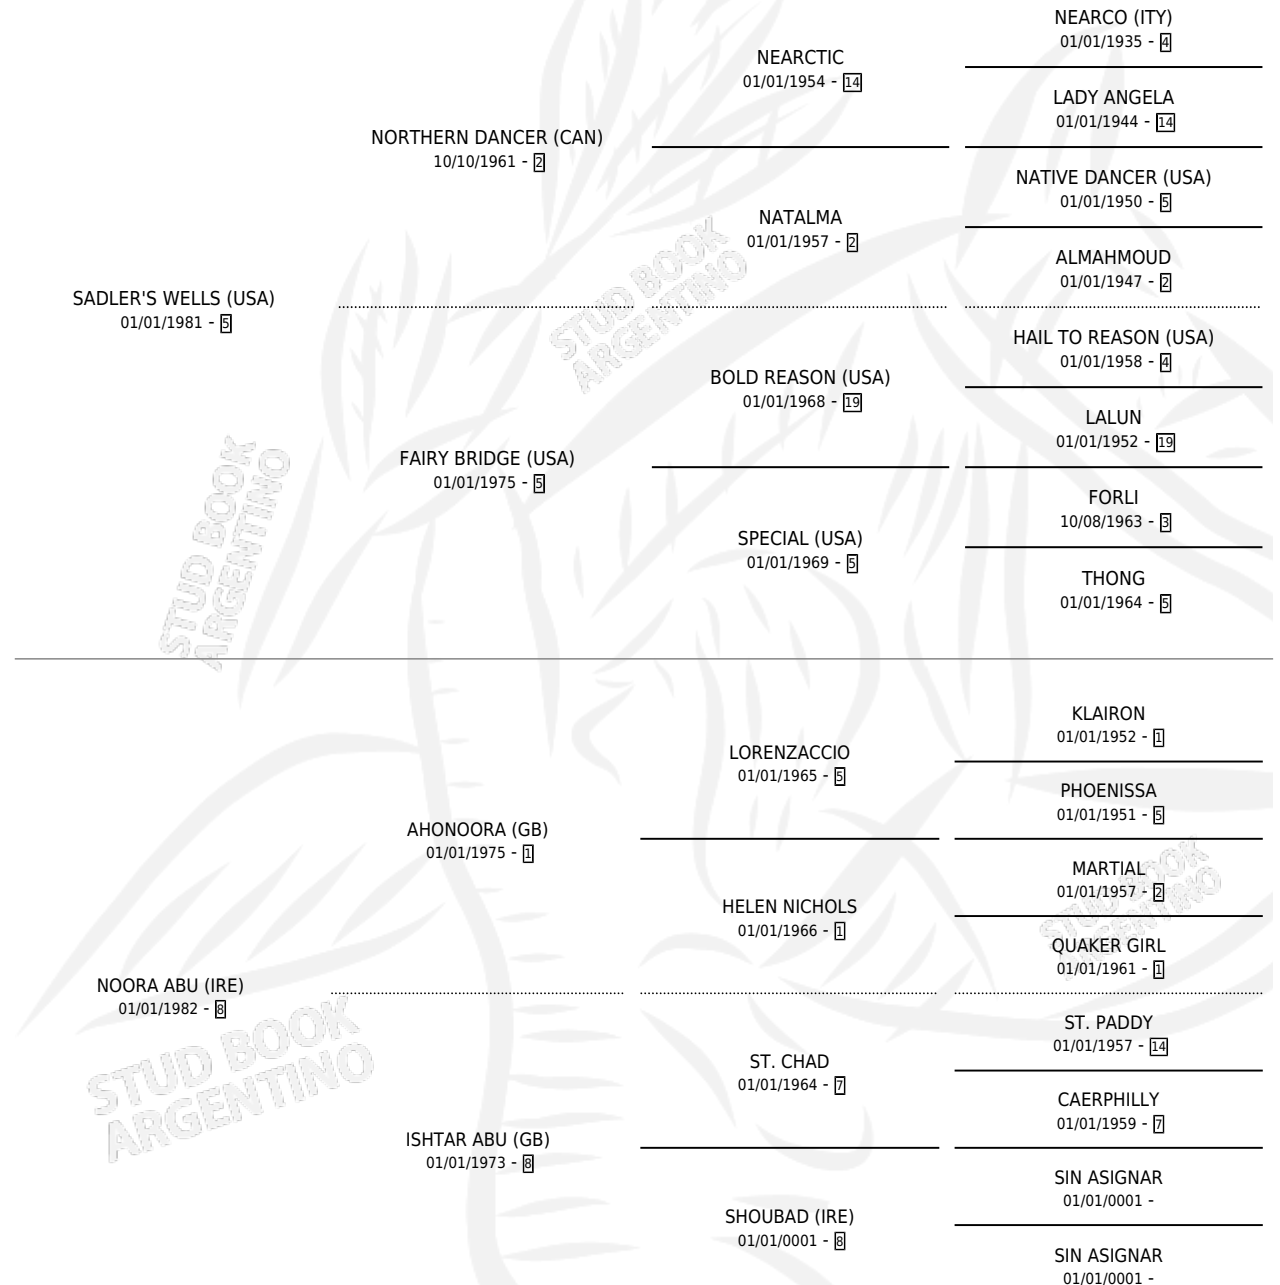 NEARCO (ITY)
01/01/1935 - 4
NEARCTIC
01/01/1954 - 14
LADY ANGELA
01/01/1944 - 14
NORTHERN DANCER (CAN)
10/10/1961 - 2
NATIVE DANCER (USA)
01/01/1950 - 5
NATALMA
01/01/1957 - 2
ALMAHMOUD
01/01/1947 - 2
SADLER'S WELLS (USA)
01/01/1981 - 5
STUD BOOK
ARGENTINO
HAIL TO REASON (USA)
01/01/1958 - 4
BOLD REASON (USA)
01/01/1968 - 19
LALUN
01/01/1952 - 19
FAIRY BRIDGE (USA)
01/01/1975 - 5
FORLI
10/08/1963 - 3
SPECIAL (USA)
01/01/1969 - 5
THONG
01/01/1964 - 5
STUD BOOK
ARGENTINO
KLAIRON
01/01/1952 - 1
LORENZACCIO
01/01/1965 - 5
PHOENISSA
01/01/1951 - 5
AHONOORA (GB)
01/01/1975 - 1
MARTIAL
01/01/1957 - 2
HELEN NICHOLS
01/01/1966 - 1
QUAKER GIRL
01/01/1961 - 1
STUD BOOK
ARGENTINO
NOORA ABU (IRE)
01/01/1982 - 8
STUD BOOK
ARGENTINO
ST. PADDY
01/01/1957 - 14
ST. CHAD
01/01/1964 - 7
CAERPHILLY
01/01/1959 - 7
ISHTAR ABU (GB)
01/01/1973 - 8
SIN ASIGNAR
01/01/0001 -
SHOUBAD (IRE)
01/01/0001 - 8
SIN ASIGNAR
01/01/0001 -